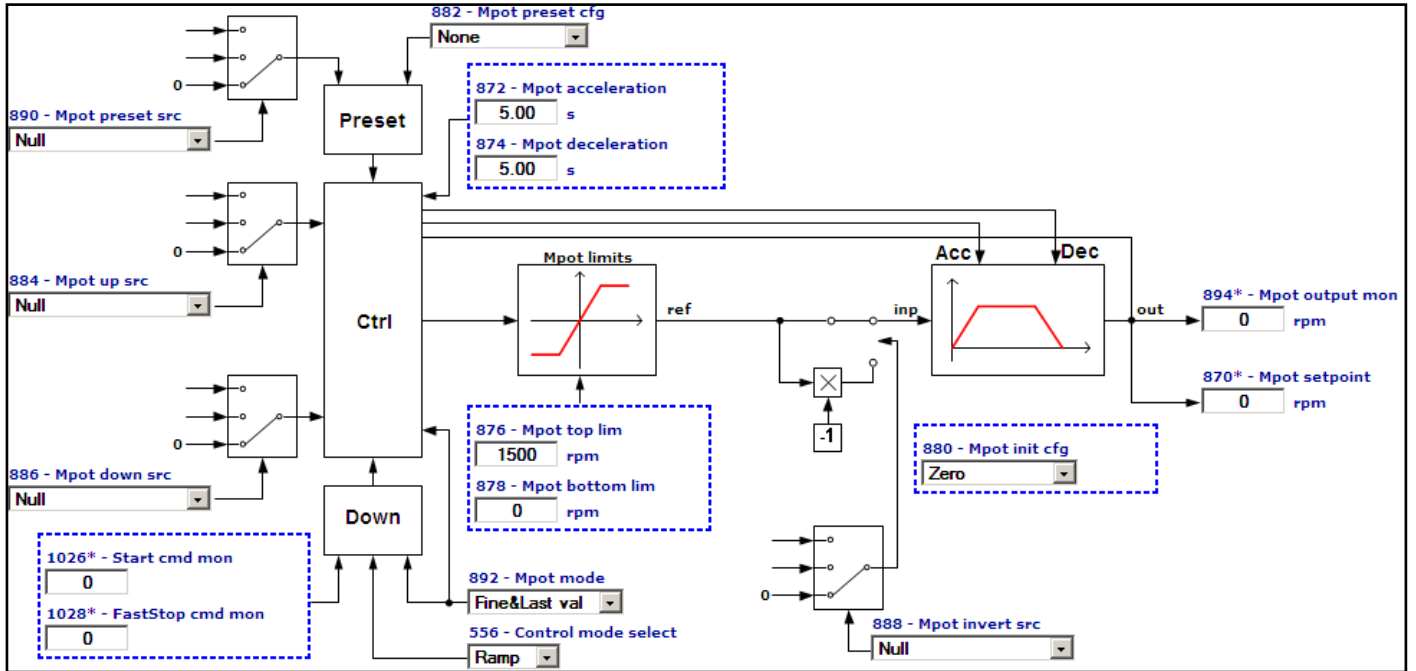 882 - Mpot preset cfg
None
0
890 - Mpot preset src
Null
Preset
872 - Mpot acceleration
5.00 s
874 - Mpot deceleration
5.00 s
0
884 - Mpot up src
Null
Ctrl
Mpot limits
ref
inp
Acc
Dec
out
894* - Mpot output mon
0 rpm
870* - Mpot setpoint
0 rpm
-1
876 - Mpot top lim
1500 rpm
878 - Mpot bottom lim
0 rpm
880 - Mpot init cfg
Zero
0
886 - Mpot down src
Null
Down
1026* - Start cmd mon
0
1028* - FastStop cmd mon
0
892 - Mpot mode
Fine&Last val
556 - Control mode select
Ramp
0
888 - Mpot invert src
Null